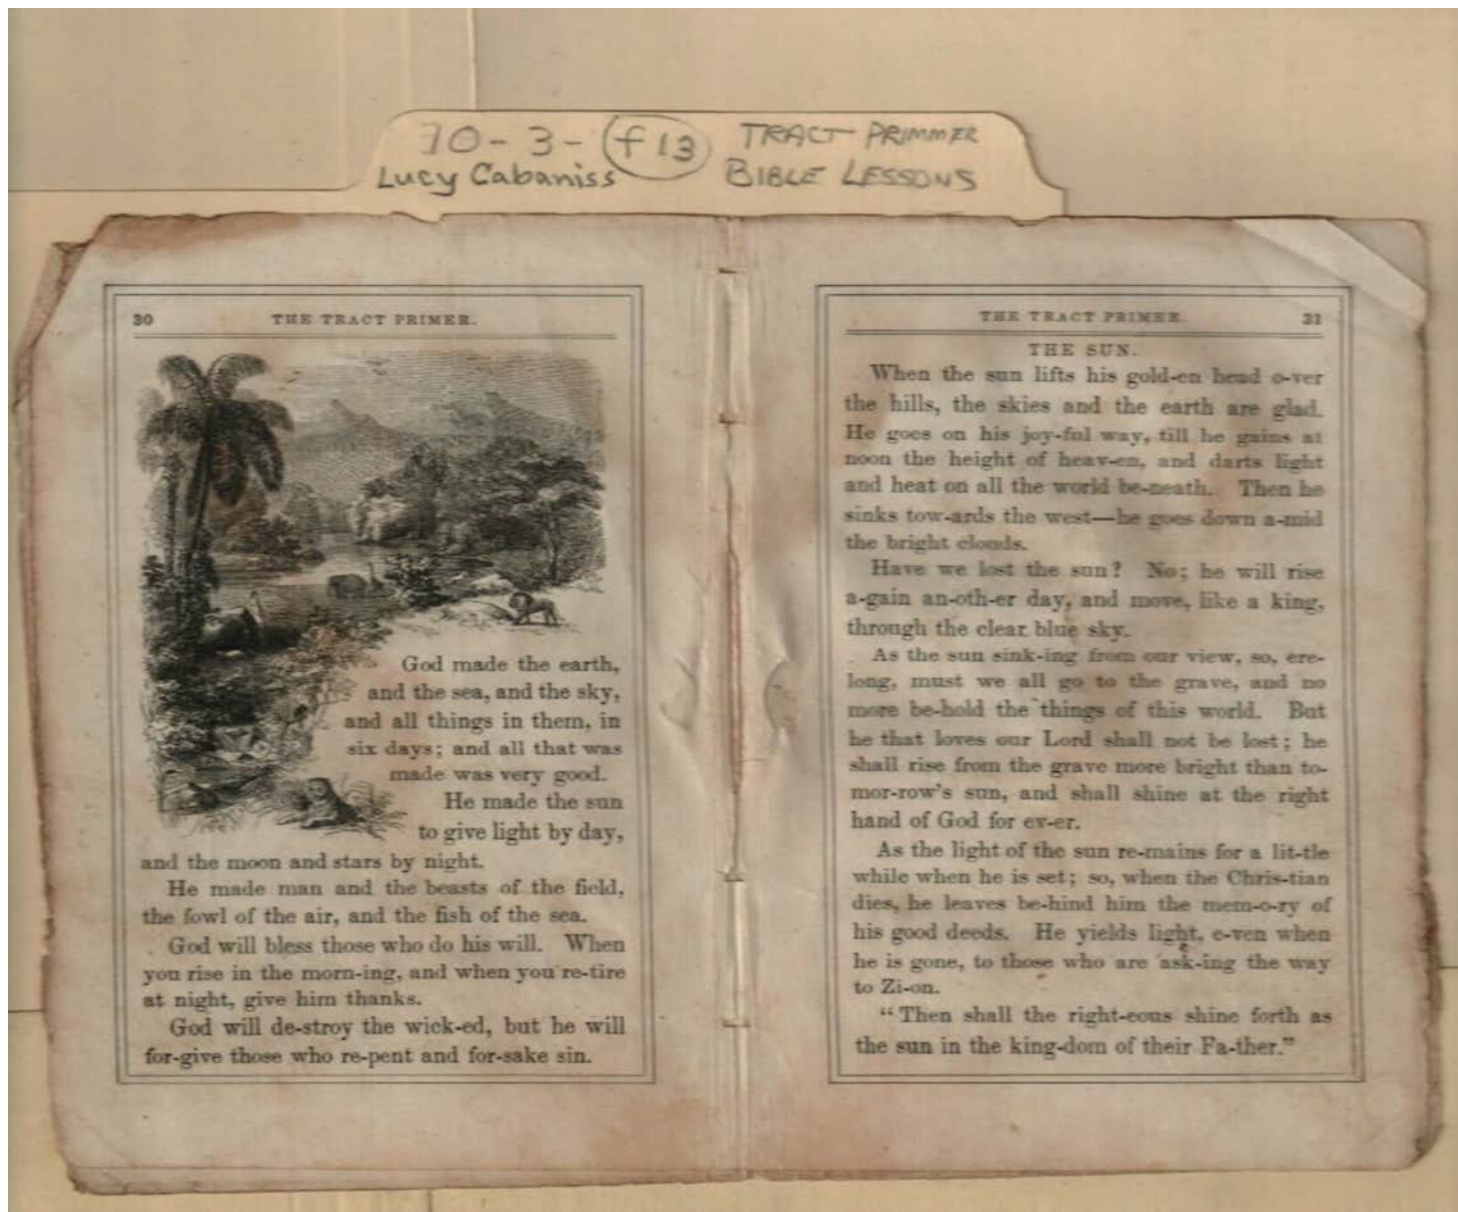 10-3-f13 TRACT PRIMMER
Lucy Cabaniss BIBLE LESSONS
30 THE TRACT PRIMER.
God made the earth,
and the sea, and the sky,
and all things in them, in
six days; and all that was
made was very good.
He made the sun
to give light by day,
and the moon and stars by night.
He made man and the beasts of the field,
the fowl of the air, and the fish of the sea.
God will bless those who do his will. When
you rise in the morn-ing, and when you re-tire
at night, give him thanks.
God will de-stroy the wick-ed, but he will
for-give those who re-pent and for-sake sin.
THE TRACT PRIMER. 31
THE SUN.
When the sun lifts his gold-en head o-ver
the hills, the skies and the earth are glad.
He goes on his joy-ful way, till he gains at
noon the height of heav-en, and darts light
and heat on all the world be-neath. Then he
sinks tow-ards the west—he goes down a-mid
the bright clouds.
Have we lost the sun? No; he will rise
a-gain an-oth-er day, and move, like a king,
through the clear blue sky.
As the sun sink-ing from our view, so, ere-
long, must we all go to the grave, and no
more be-hold the things of this world. But
he that loves our Lord shall not be lost; he
shall rise from the grave more bright than to-
mor-row's sun, and shall shine at the right
hand of God for ev-er.
As the light of the sun re-mains for a lit-tle
while when he is set; so, when the Chris-tian
dies, he leaves be-hind him the mem-o-ry of
his good deeds. He yields light, e-ven when
he is gone, to those who are ask-ing the way
to Zi-on.
"Then shall the right-eous shine forth as
the sun in the king-dom of their Fa-ther."